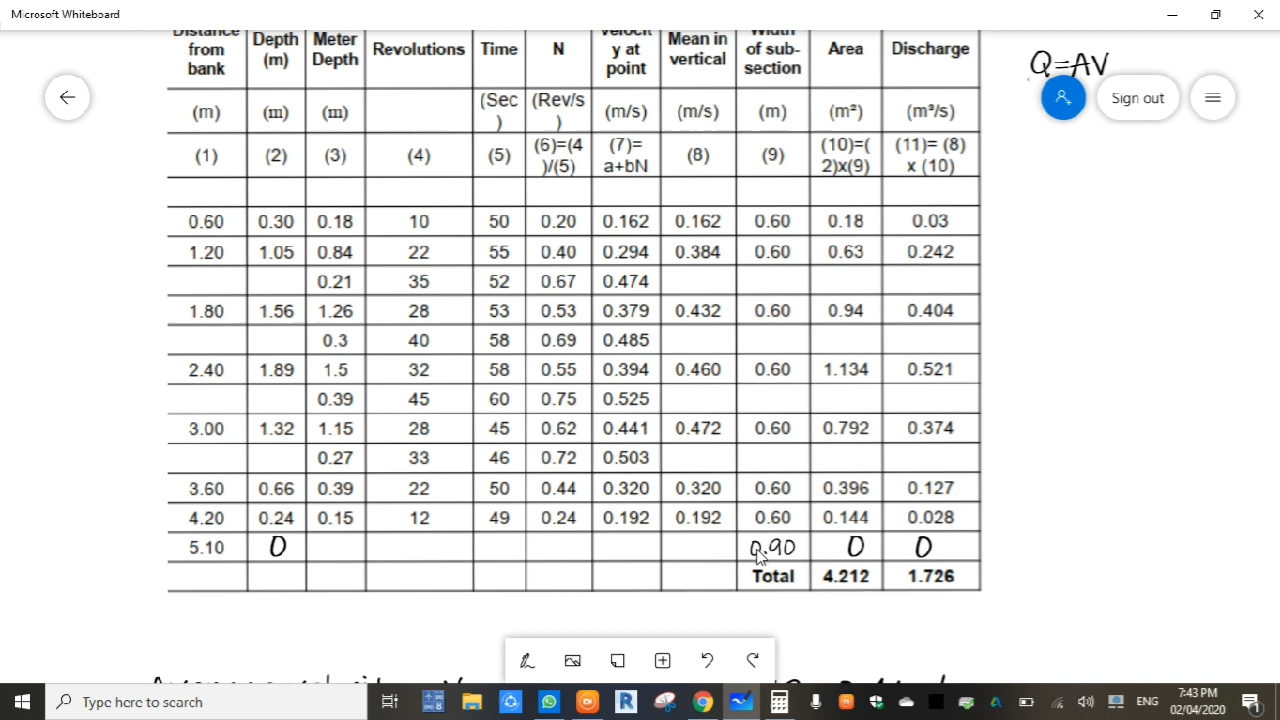 Microsoft Whiteboard
Distance from bank Depth (m) Meter Depth Revolutions Time N Velocit y at point Mean in vertical Width of sub-section Area Discharge
Q=AV
Sign out
(m) (m) (m) (Sec ) (Rev/s ) (m/s) (m/s) (m) (m²) (m³/s)
(1) (2) (3) (4) (5) (6)=(4 )/(5) (7)= a+bN (8) (9) (10)=( 2)x(9) (11)= (8) x (10)
0.60 0.30 0.18 10 50 0.20 0.162 0.162 0.60 0.18 0.03
1.20 1.05 0.84 22 55 0.40 0.294 0.384 0.60 0.63 0.242
0.21 35 52 0.67 0.474
1.80 1.56 1.26 28 53 0.53 0.379 0.432 0.60 0.94 0.404
0.3 40 58 0.69 0.485
2.40 1.89 1.5 32 58 0.55 0.394 0.460 0.60 1.134 0.521
0.39 45 60 0.75 0.525
3.00 1.32 1.15 28 45 0.62 0.441 0.472 0.60 0.792 0.374
0.27 33 46 0.72 0.503
3.60 0.66 0.39 22 50 0.44 0.320 0.320 0.60 0.396 0.127
4.20 0.24 0.15 12 49 0.24 0.192 0.192 0.60 0.144 0.028
5.10 0 0.90 0 0
Total 4.212 1.726
Type here to search
ENG
7:43 PM
02/04/2020